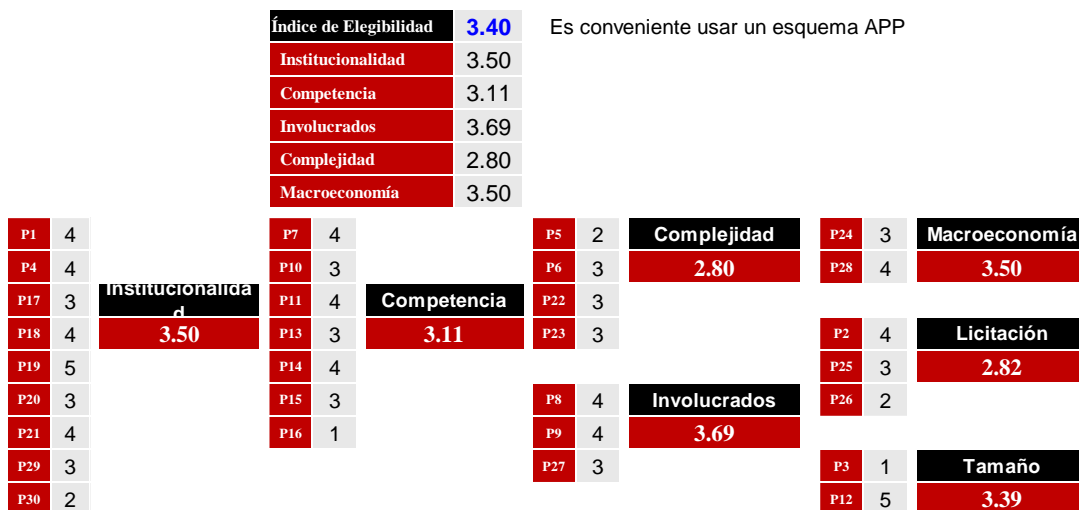 Índice de Elegibilidad 3.40 Es conveniente usar un esquema APP
Institucionalidad 3.50
Competencia 3.11
Involucrados 3.69
Complejidad 2.80
Macroeconomía 3.50
P1 4 P7 4 P5 2 Complejidad P24 3 Macroeconomía
P4 4 P10 3 P6 3 2.80 P28 4 3.50
P17 3 Institucionalidad P11 4 Competencia P22 3
P18 4 3.50 P13 3 3.11 P23 3 P2 4 Licitación
P19 5 P14 4 P25 3 2.82
P20 3 P15 3 P8 4 Involucrados P26 2
P21 4 P16 1 P9 4 3.69
P29 3 P27 3 P3 1 Tamaño
P30 2 P12 5 3.39